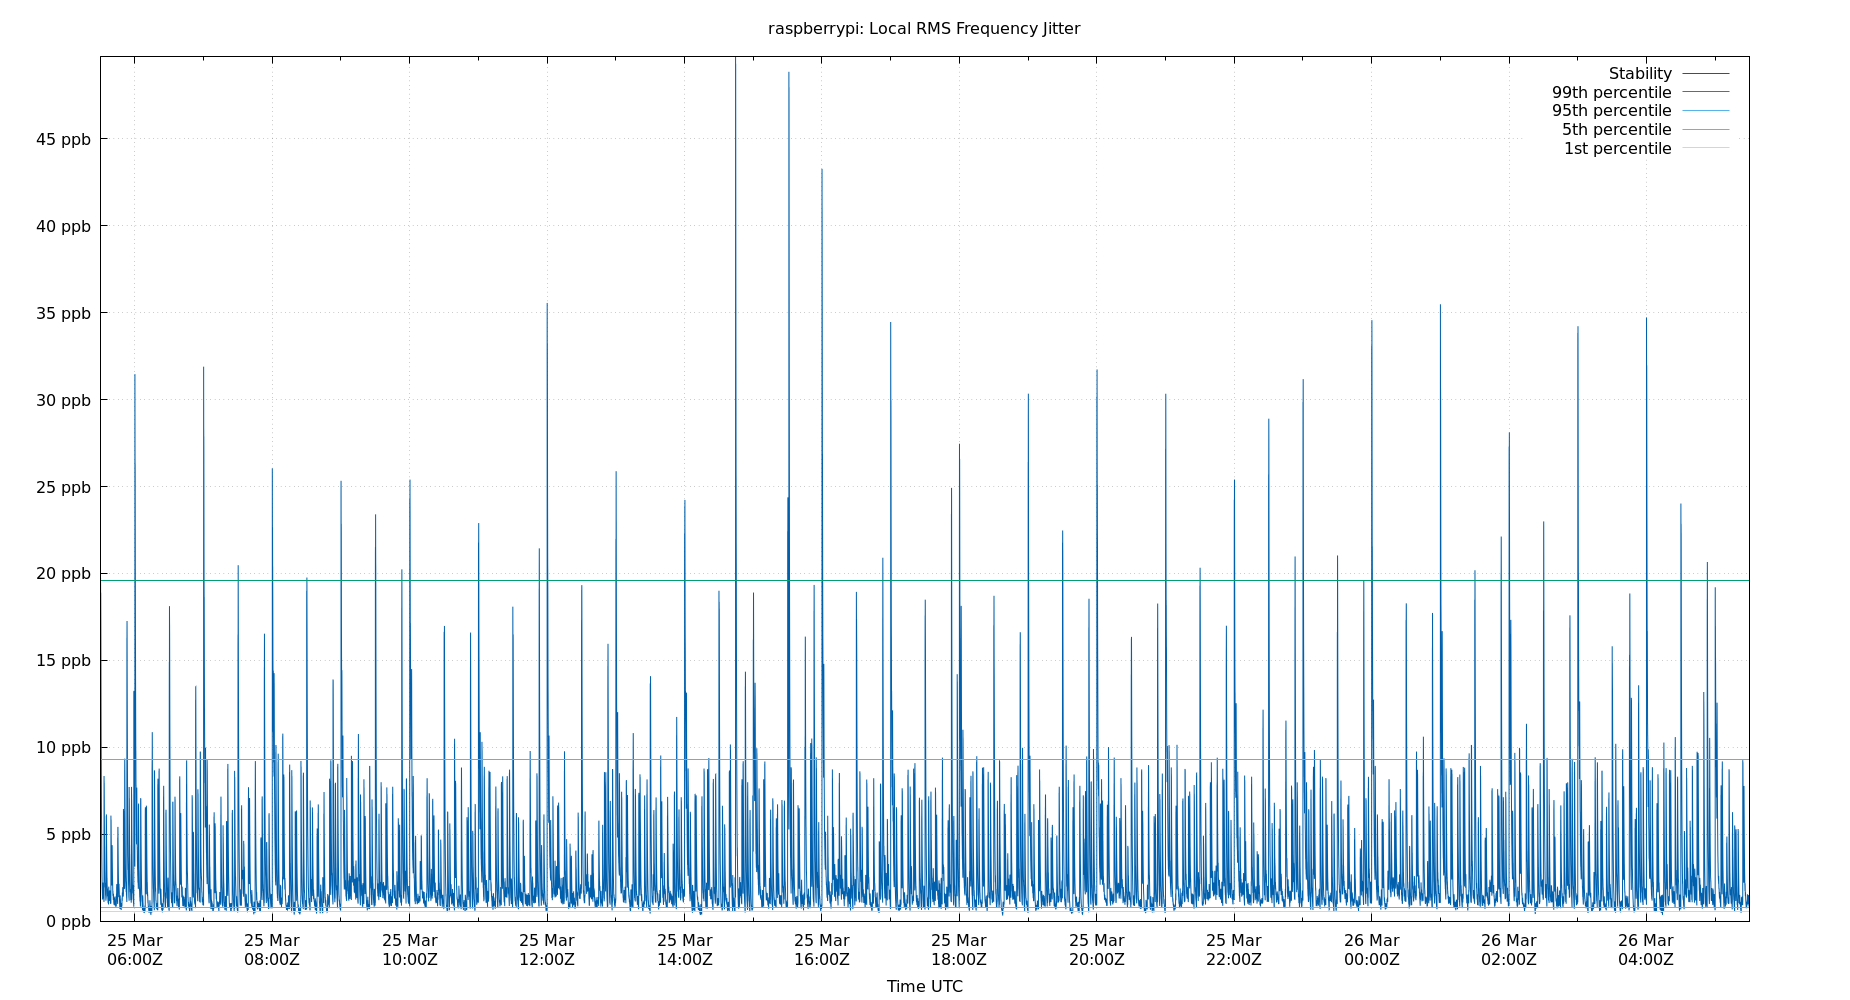 raspberrypi: Local RMS Frequency Jitter
Stability
99th percentile
95th percentile
5th percentile
1st percentile
45 ppb
40 ppb
35 ppb
30 ppb
25 ppb
20 ppb
15 ppb
10 ppb
5 ppb
0 ppb
25 Mar 25 Mar 25 Mar 25 Mar 25 Mar 25 Mar 25 Mar 25 Mar 25 Mar 26 Mar 26 Mar 26 Mar
06:00Z 08:00Z 10:00Z 12:00Z 14:00Z 16:00Z 18:00Z 20:00Z 22:00Z 00:00Z 02:00Z 04:00Z
Time UTC